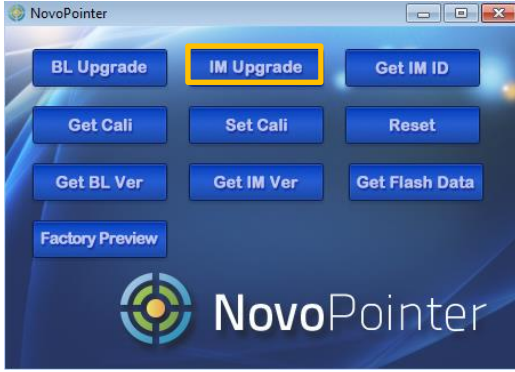 NovoPointer
BL Upgrade IM Upgrade Get IM ID
Get Cali Set Cali Reset
Get BL Ver Get IM Ver Get Flash Data
Factory Preview
NovoPointer